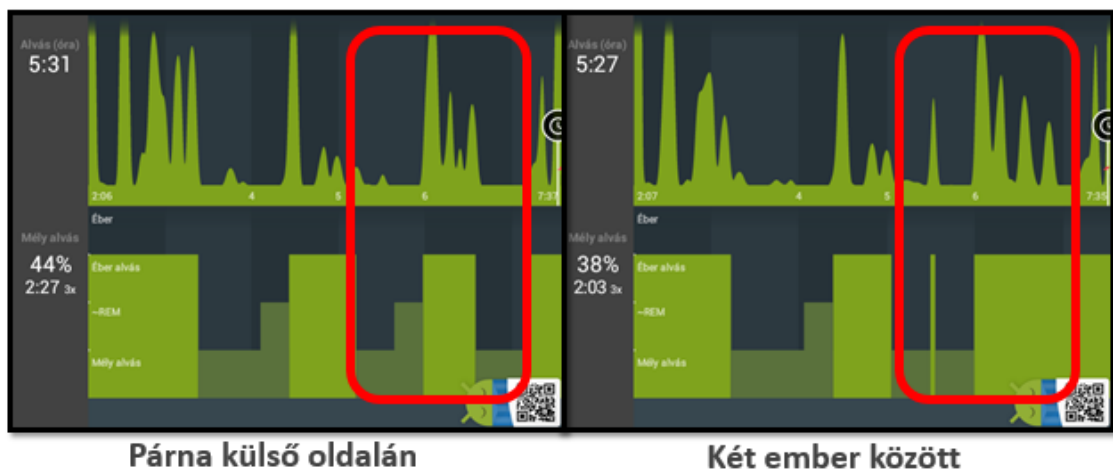 Alvás (óra)
5:31
2:06 4 5 6 7:37
Éber
Mély alvás
44%
2:27 3x
Éber alvás
~REM
Mély alvás
Alvás (óra)
5:27
2:07 4 5 6 7:35
Éber
Mély alvás
38%
2:03 3x
Éber alvás
~REM
Mély alvás
Párna külső oldalán
Két ember között